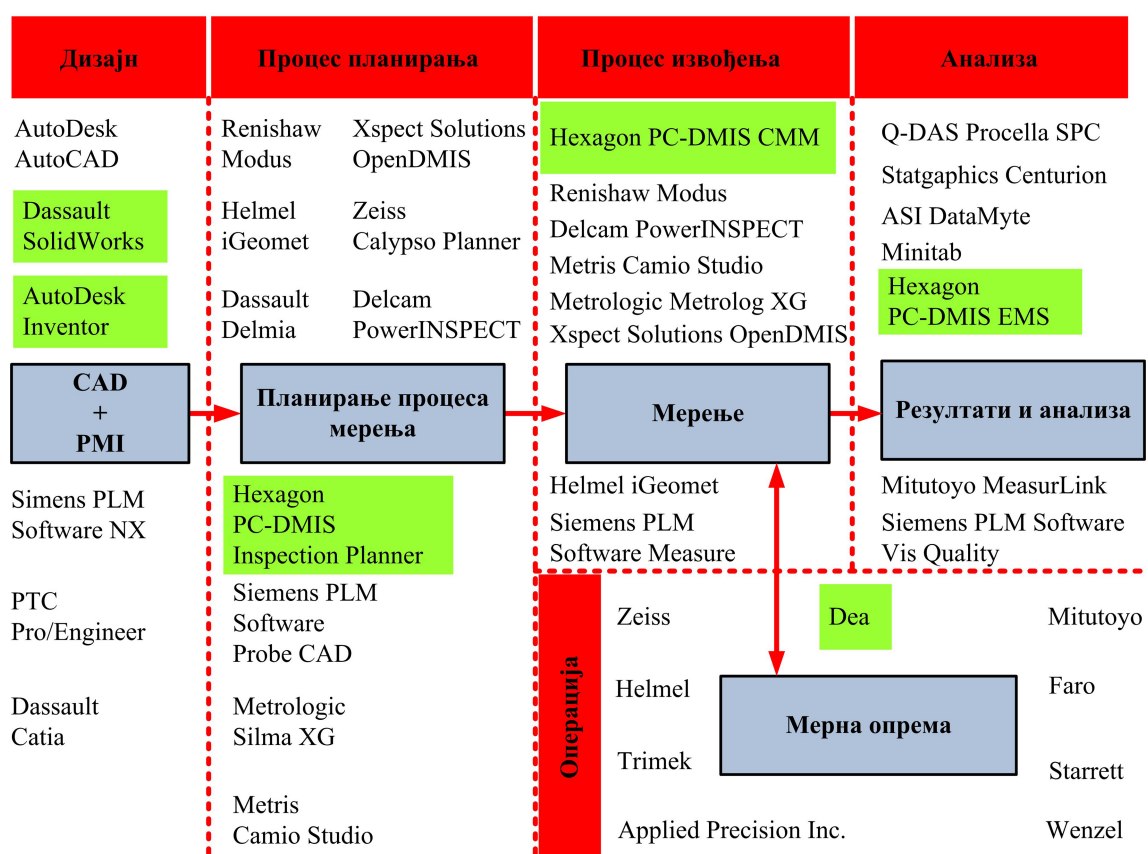 Дизајн
Процес планирања
Процес извођења
Анализа
AutoDesk
AutoCAD
Dassault
SolidWorks
AutoDesk
Inventor
CAD
+
PMI
Simens PLM
Software NX
PTC
Pro/Engineer
Dassault
Catia
Renishaw
Modus
Xspect Solutions
OpenDMIS
Helmel
iGeomet
Zeiss
Calypso Planner
Dassault
Delmia
Delcam
PowerINSPECT
Планирање процеса
мерења
Hexagon
PC-DMIS
Inspection Planner
Siemens PLM
Software
Probe CAD
Metrologic
Silma XG
Metris
Camio Studio
Hexagon PC-DMIS CMM
Renishaw Modus
Delcam PowerINSPECT
Metris Camio Studio
Metrologic Metrolog XG
Xspect Solutions OpenDMIS
Мерење
Helmel iGeomet
Siemens PLM
Software Measure
Q-DAS Procella SPC
Statgaphics Centurion
ASI DataMyte
Minitab
Hexagon
PC-DMIS EMS
Резултати и анализа
Mitutoyo MeasurLink
Siemens PLM Software
Vis Quality
Операција
Zeiss
Dea
Mitutoyo
Helmel
Faro
Мерна опрема
Trimek
Starrett
Applied Precision Inc.
Wenzel